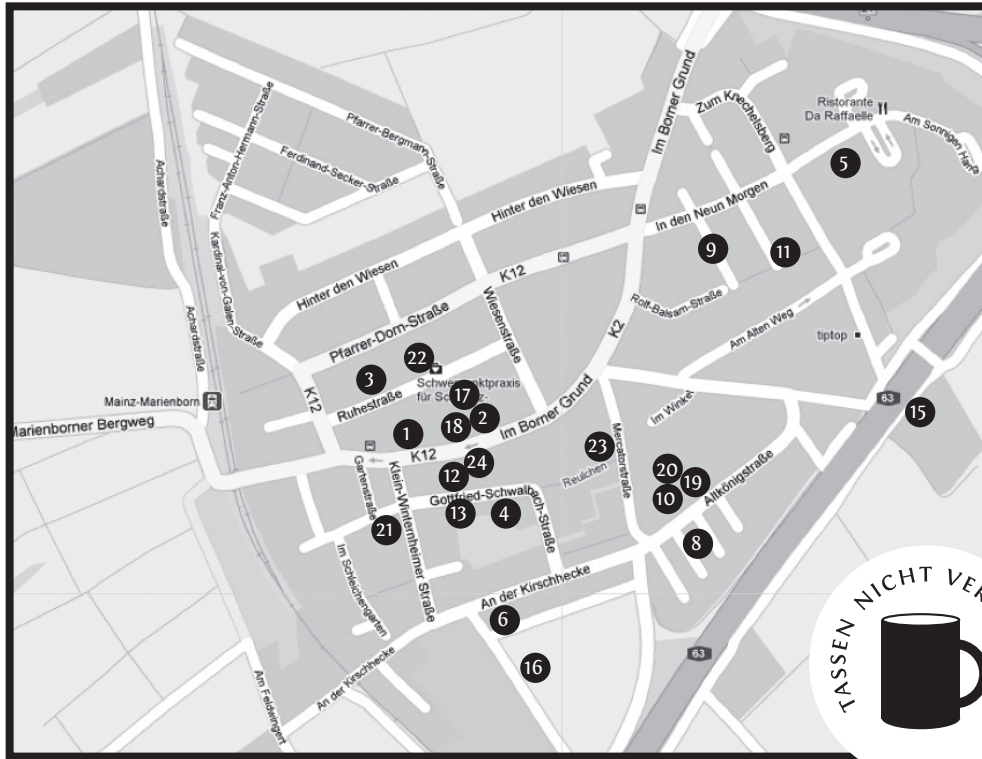 Im Borner Grund
Zum Knechelsberg
Ristorante
Da Raffaelle
Am Sonnigen Hang
5
Pfarrer-Bergmann-Straße
Franz-Anton-Hermann-Straße
Ferdinand-Secker-Straße
Achardstraße
Hinter den Wiesen
In den Neun Morgen
9
11
Kardinal-von-Galen-Straße
Hinter den Wiesen
K12
Wiesenstraße
Rolf-Balsam-Straße
Am Alten Weg
tiptop
Achardstraße
Pfarrer-Dorn-Straße
K2
22
3
Schwerpunktpraxis
für Schmerz-
17
K12
Ruhestraße
Mainz-Marienborn
Marienborner Bergweg
Im Winkel
63
15
2
18
1
Im Borner Grund
K12
23
Mercatorstraße
24
12
Reulchen
20
19
10
Altkönigstraße
Gartenstraße
Klein-Winternheimer Straße
Gottfried-Schwalbach-Straße
13
4
21
8
Im Schleichengarten
An der Kirschhecke
6
16
63
An der Kirschhecke
Am Feldwingert
TASSEN NICHT VER